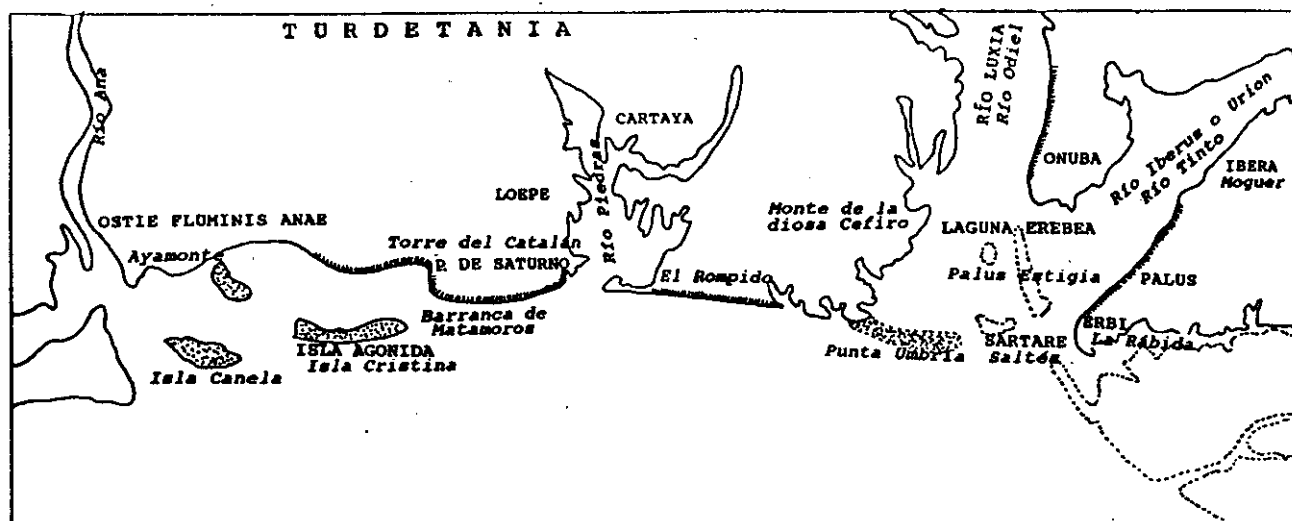 TURDETANIA
Río Ana
OSTIE FLUMINIS ANAE
Ayamonte
Isla Canela
ISLA AGONIDA
Isla Cristina
Torre del Catalán
P. DE SATURNO
Barranca de
Matamoros
LOEPE
CARTAYA
Río Piedras
El Rompido
Monte de la
diosa Cefiro
Punta Umbría
RÍO LUXIA
Río Odiel
ONUBA
Río Iberus o Urion
Río Tinto
IBERA
Moguer
LAGUNA EREBEA
Palus Estigia
PALUS
ERBI
La Rábida
SARTARE
Saltés